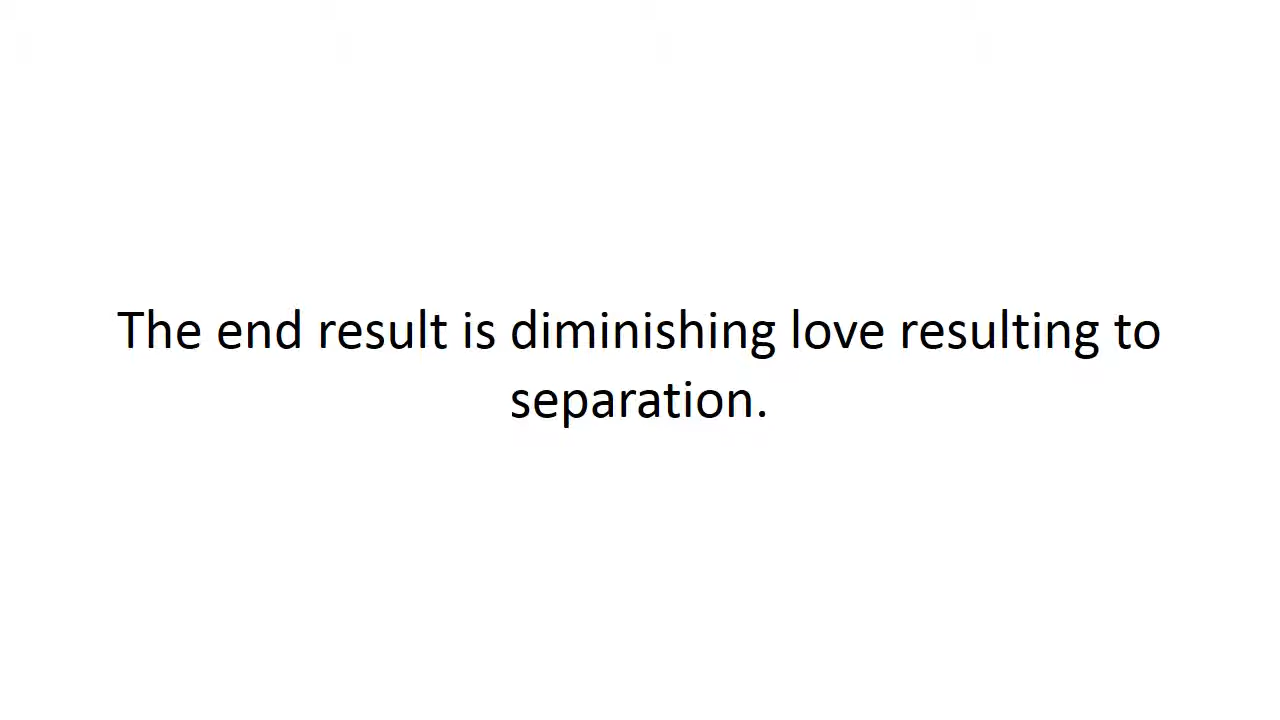 The end result is diminishing love resulting to
separation.